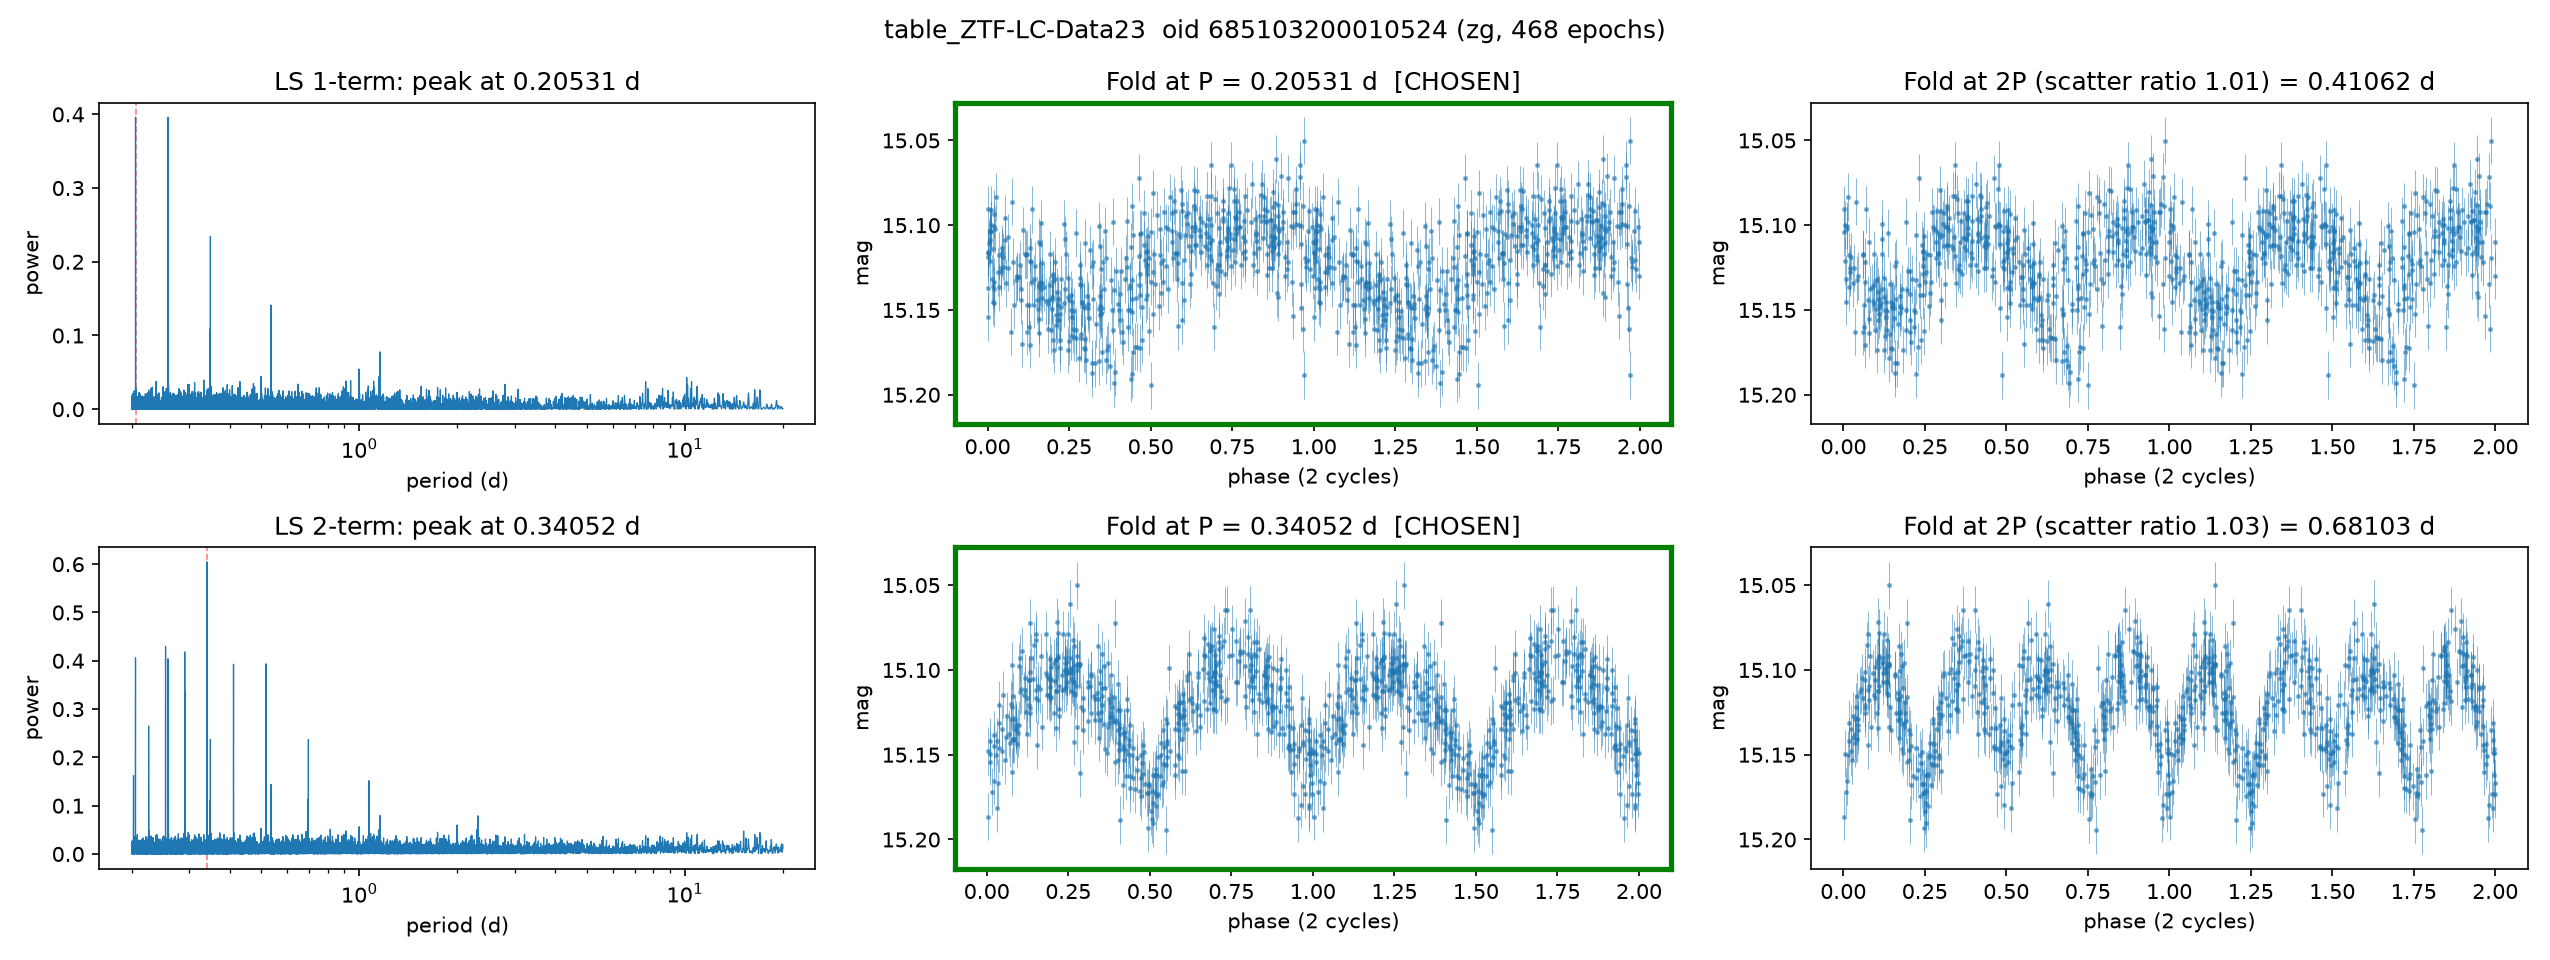 table_ZTF-LC-Data23  oid 685103200010524 (zg, 468 epochs)
LS 1-term: peak at 0.20531 d
power
0.4
0.3
0.2
0.1
0.0
10⁰ 10¹
period (d)
Fold at P = 0.20531 d  [CHOSEN]
mag
15.05
15.10
15.15
15.20
0.00 0.25 0.50 0.75 1.00 1.25 1.50 1.75 2.00
phase (2 cycles)
Fold at 2P (scatter ratio 1.01) = 0.41062 d
mag
15.05
15.10
15.15
15.20
0.00 0.25 0.50 0.75 1.00 1.25 1.50 1.75 2.00
phase (2 cycles)
LS 2-term: peak at 0.34052 d
power
0.6
0.5
0.4
0.3
0.2
0.1
0.0
10⁰ 10¹
period (d)
Fold at P = 0.34052 d  [CHOSEN]
mag
15.05
15.10
15.15
15.20
0.00 0.25 0.50 0.75 1.00 1.25 1.50 1.75 2.00
phase (2 cycles)
Fold at 2P (scatter ratio 1.03) = 0.68103 d
mag
15.05
15.10
15.15
15.20
0.00 0.25 0.50 0.75 1.00 1.25 1.50 1.75 2.00
phase (2 cycles)